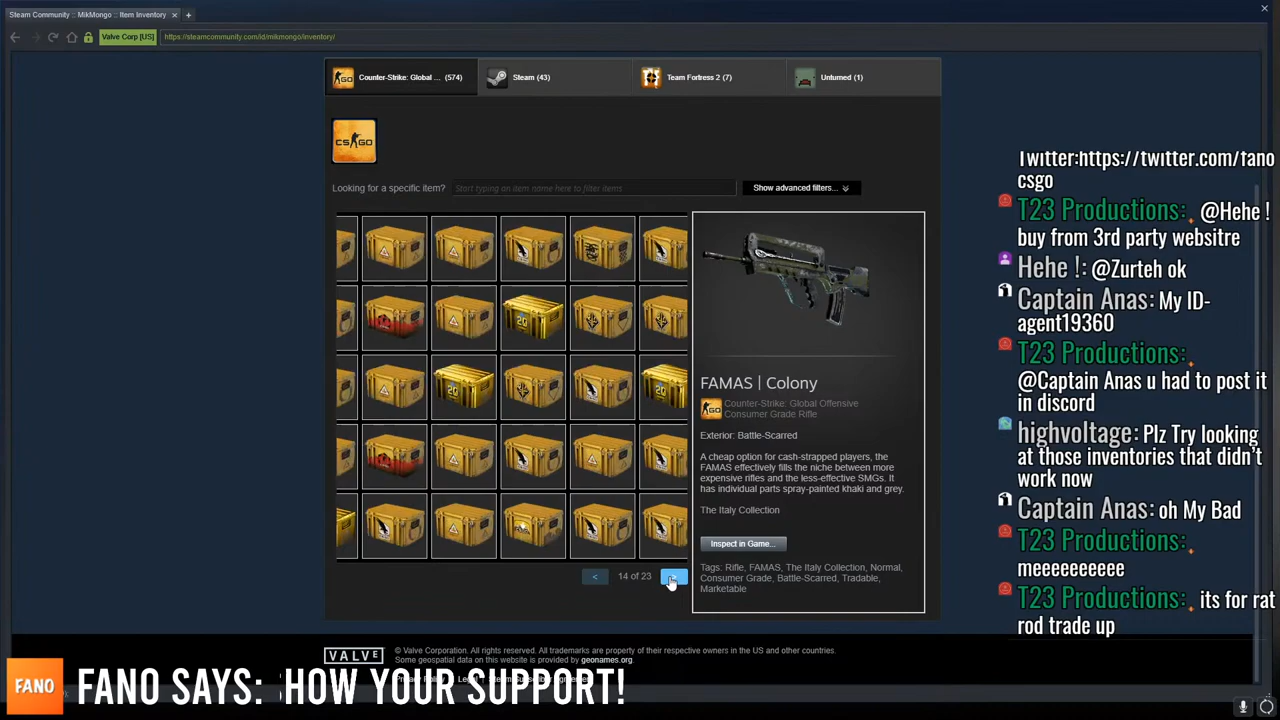 Steam Community :: MikMongo :: Item Inventory
Valve Corp [US]
https://steamcommunity.com/id/mikmongo/inventory/
Counter-Strike: Global ... (574)
Steam (43)
Team Fortress 2 (7)
Unturned (1)
CS GO
Looking for a specific item?
Start typing an item name here to filter items
Show advanced filters...
FAMAS | Colony
Counter-Strike: Global Offensive
Consumer Grade Rifle
Exterior: Battle-Scarred
A cheap option for cash-strapped players, the
FAMAS effectively fills the niche between more
expensive rifles and the less-effective SMGs. It
has individual parts spray-painted khaki and grey.
The Italy Collection
Inspect in Game...
Tags: Rifle, FAMAS, The Italy Collection, Normal,
Consumer Grade, Battle-Scarred, Tradable,
Marketable
<
14 of 23
Twitter:https://twitter.com/fano
csgo
T23 Productions: @Hehe !
buy from 3rd party websitre
Hehe !: @Zurteh ok
Captain Anas: My ID-
agent19360
T23 Productions:
@Captain Anas u had to post it
in discord
highvoltage: Plz Try looking
at those inventories that didn't
work now
Captain Anas: oh My Bad
T23 Productions:
meeeeeeeeee
T23 Productions: its for rat
rod trade up
VALVE
© Valve Corporation. All rights reserved. All trademarks are property of their respective owners in the US and other countries.
Some geospatial data on this website is provided by geonames.org.
FANO
FANO SAYS: HOW YOUR SUPPORT!